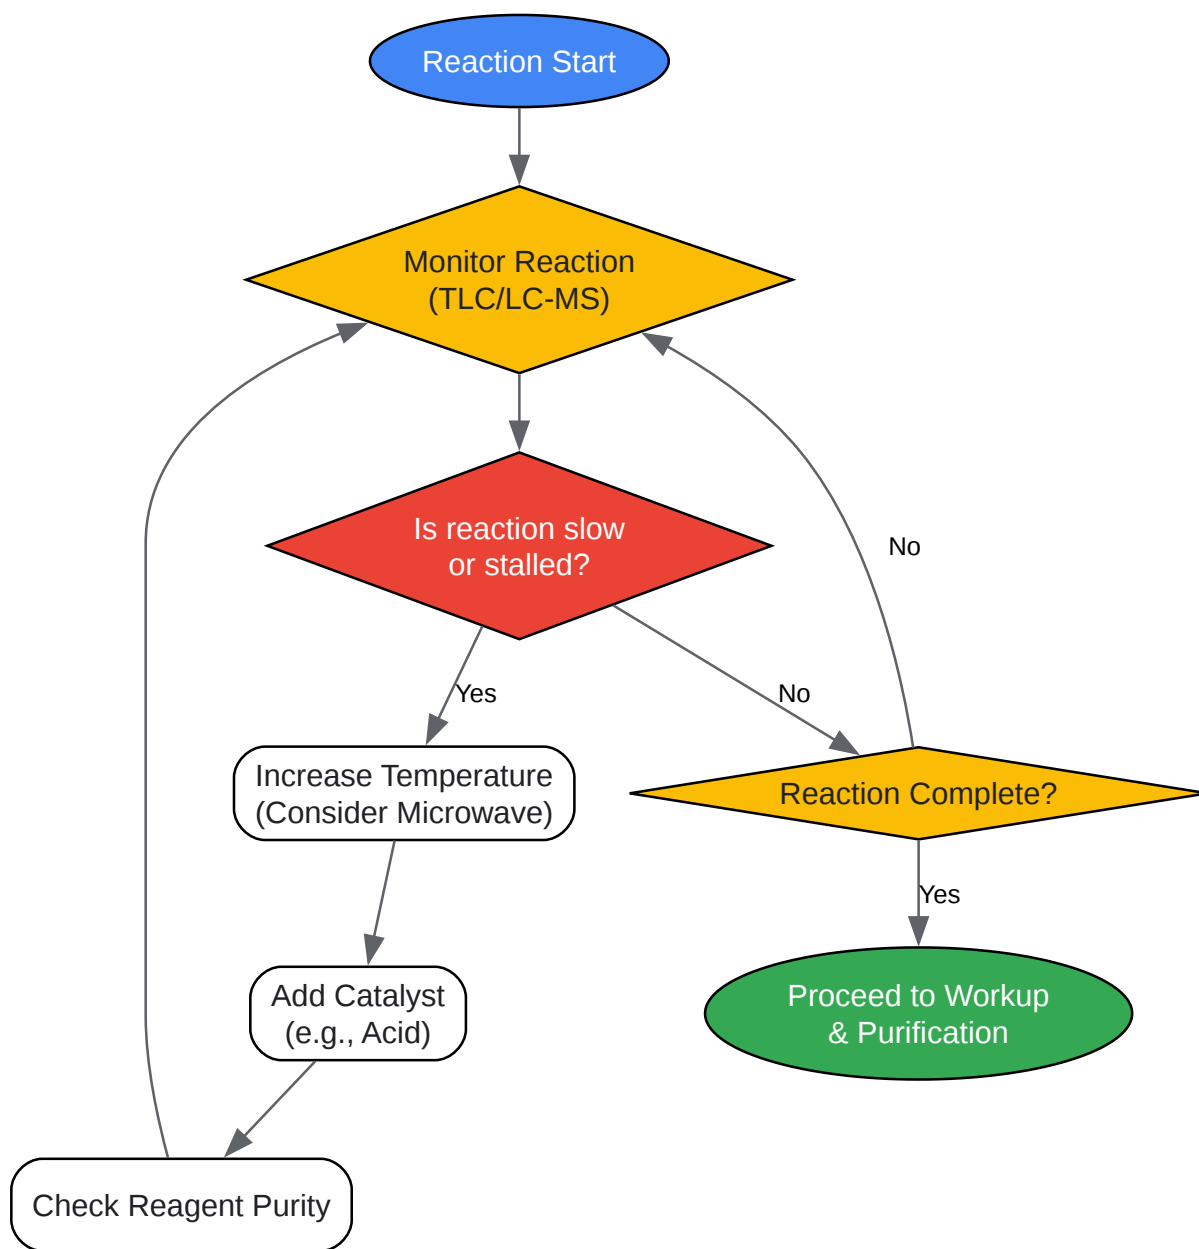 Reaction Start
Monitor Reaction
(TLC/LC-MS)
Is reaction slow
or stalled?
No
Yes
No
Increase Temperature
(Consider Microwave)
Reaction Complete?
Yes
Add Catalyst
(e.g., Acid)
Proceed to Workup
& Purification
Check Reagent Purity